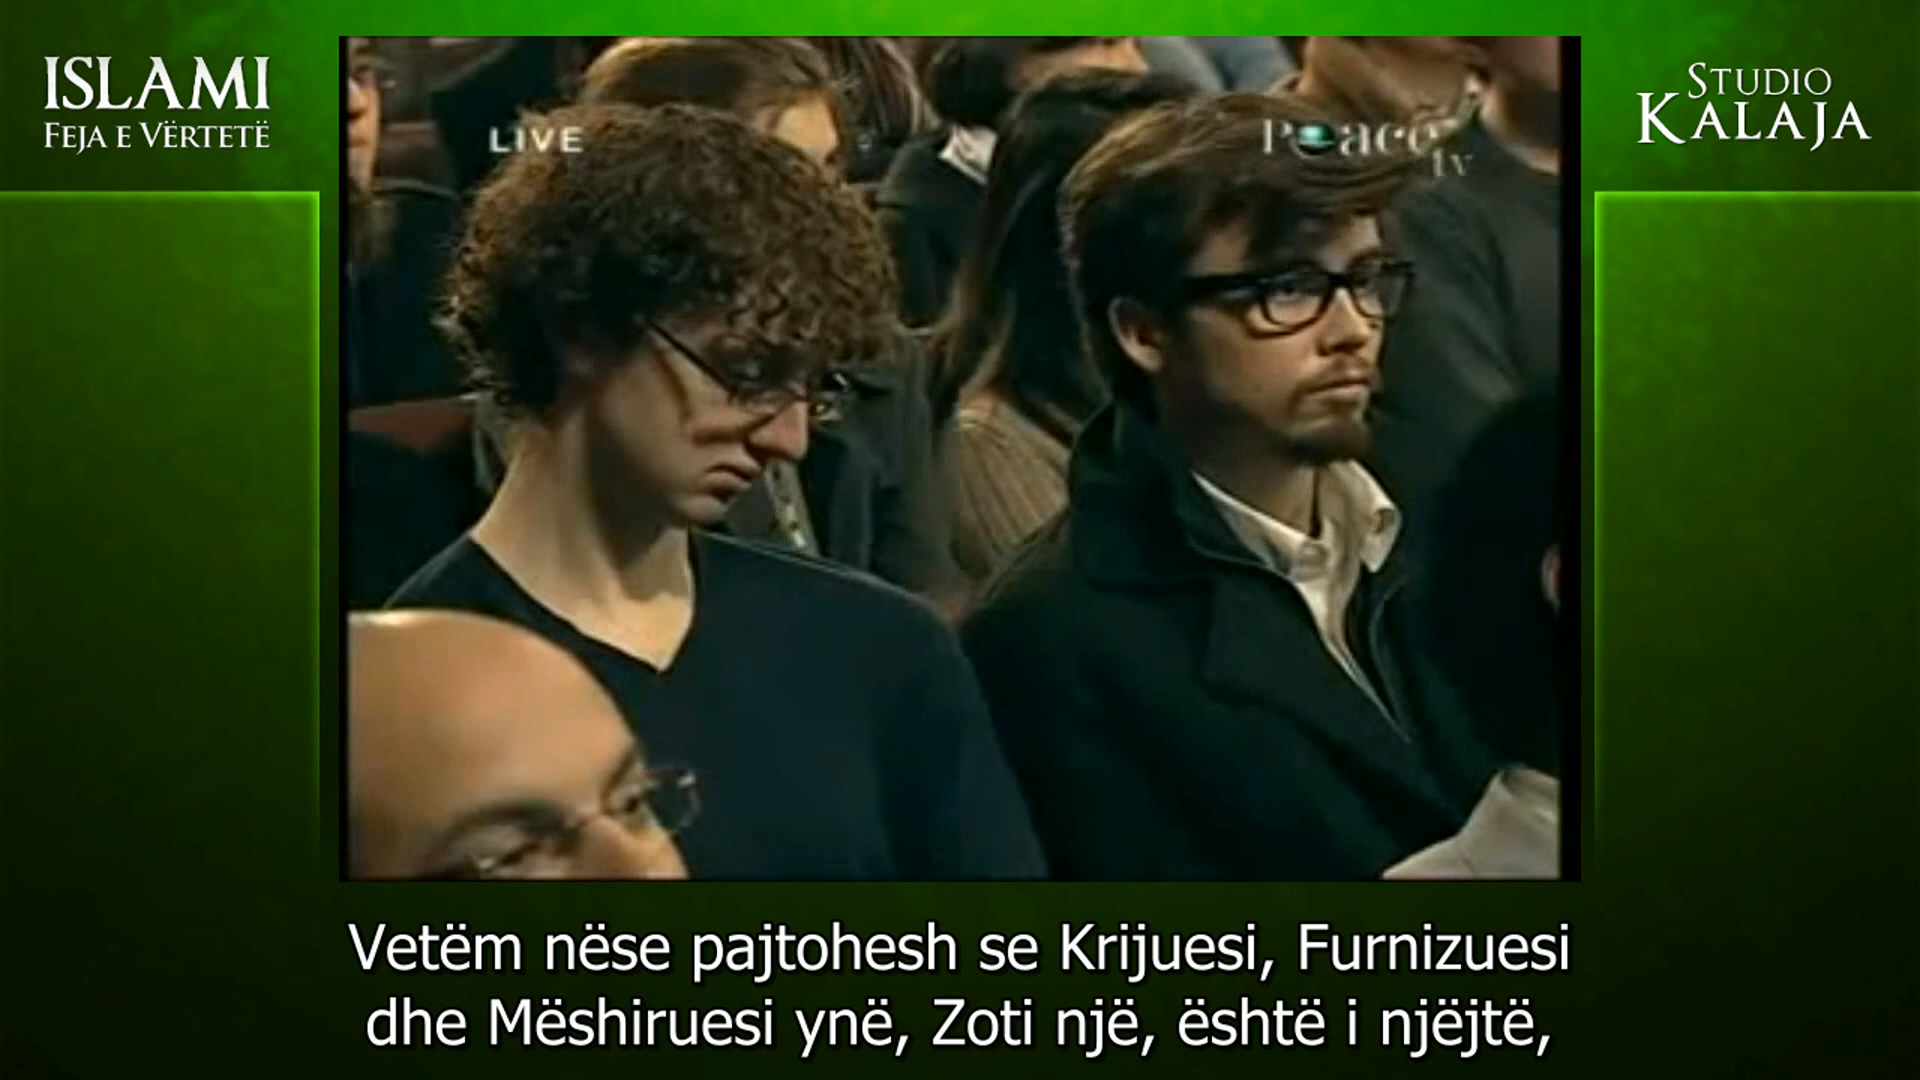 ISLAMI
FEJA E VËRTETË
STUDIO
KALAJA
LIVE
Peace
tv
Vetëm nëse pajtohesh se Krijuesi, Furnizuesi
dhe Mëshiruesi ynë, Zoti një, është i njëjtë,